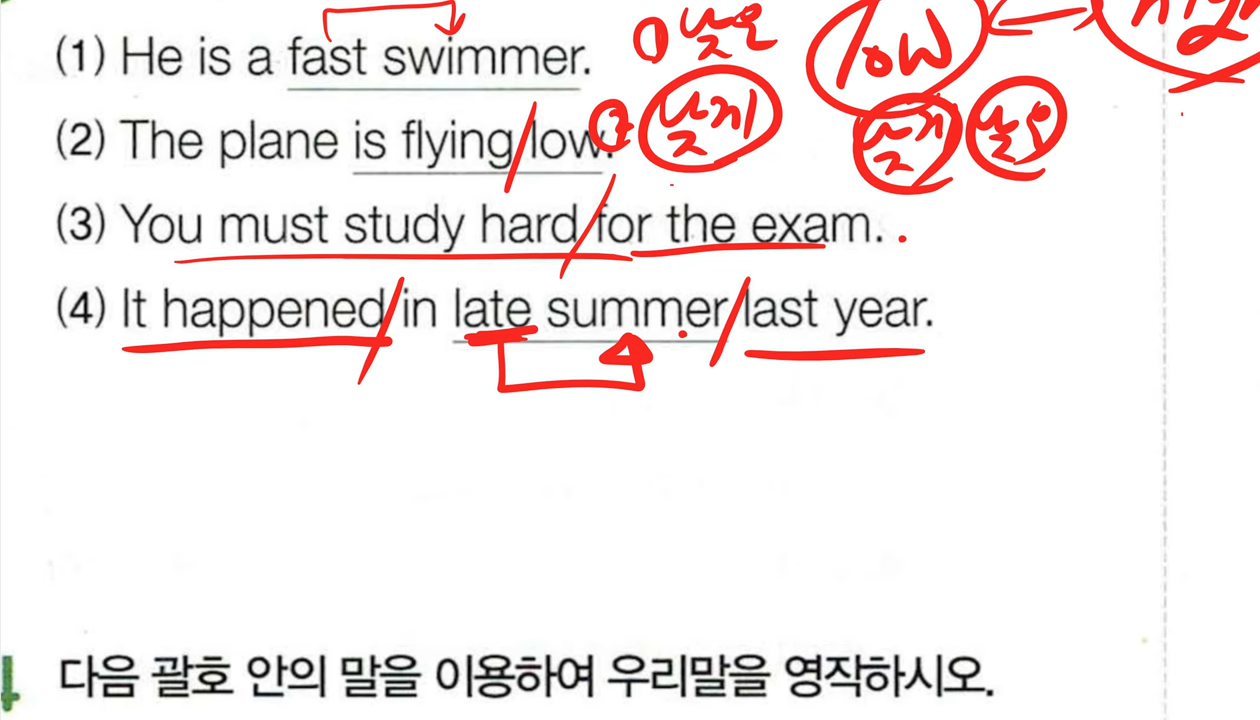 ① 낮은 low
(1) He is a fast swimmer.
② 낮게 낮게 낮은
(2) The plane is flying low.
(3) You must study hard for the exam.
(4) It happened in late summer last year.
다음 괄호 안의 말을 이용하여 우리말을 영작하시오.